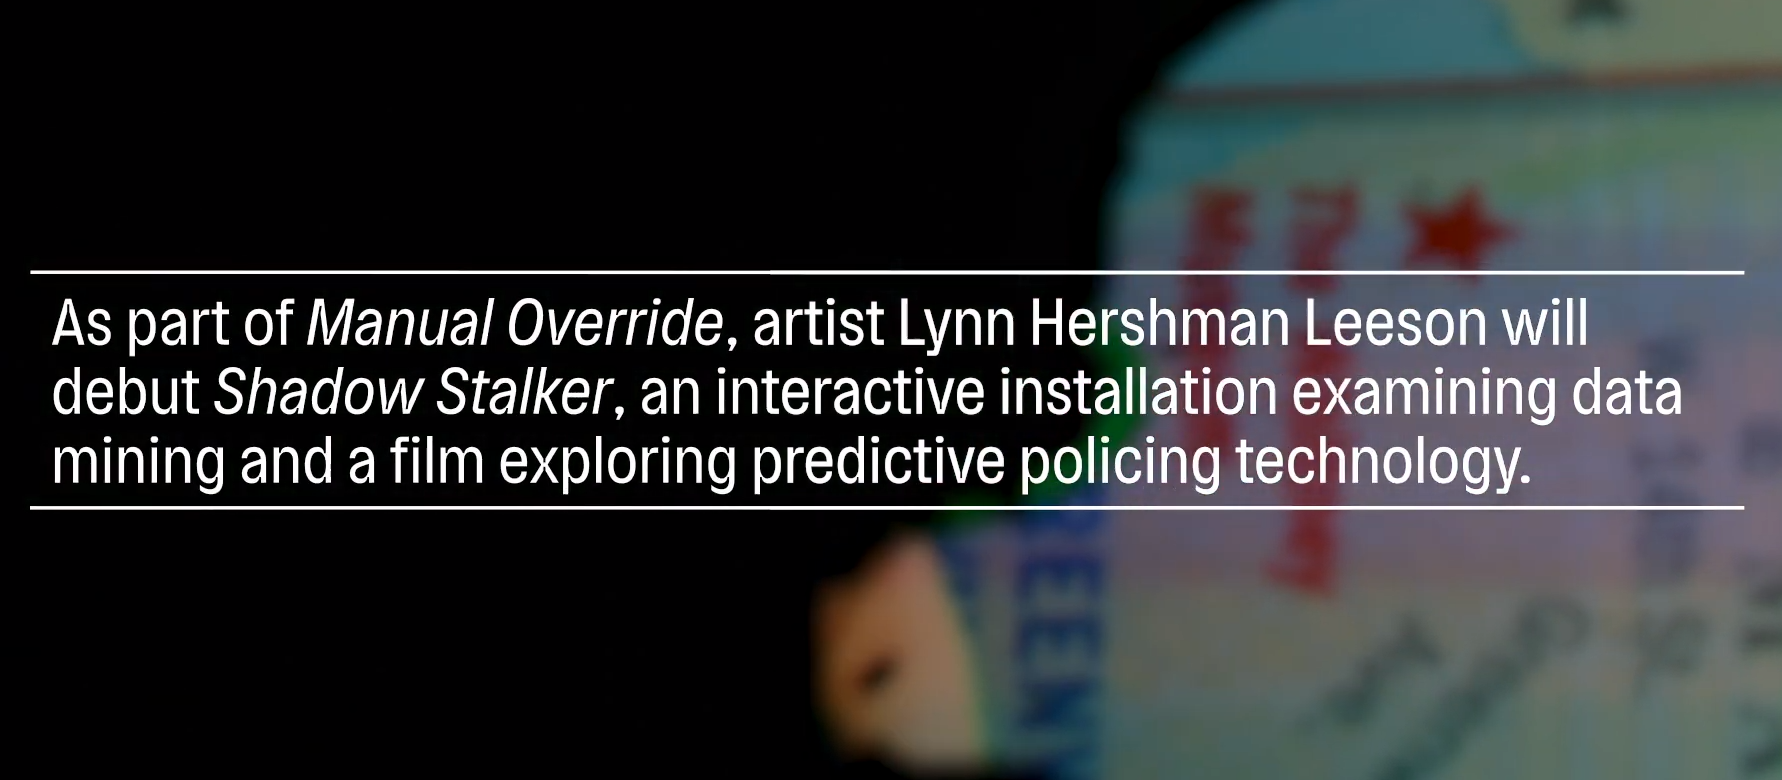 As part of Manual Override, artist Lynn Hershman Leeson will
debut Shadow Stalker, an interactive installation examining data
mining and a film exploring predictive policing technology.